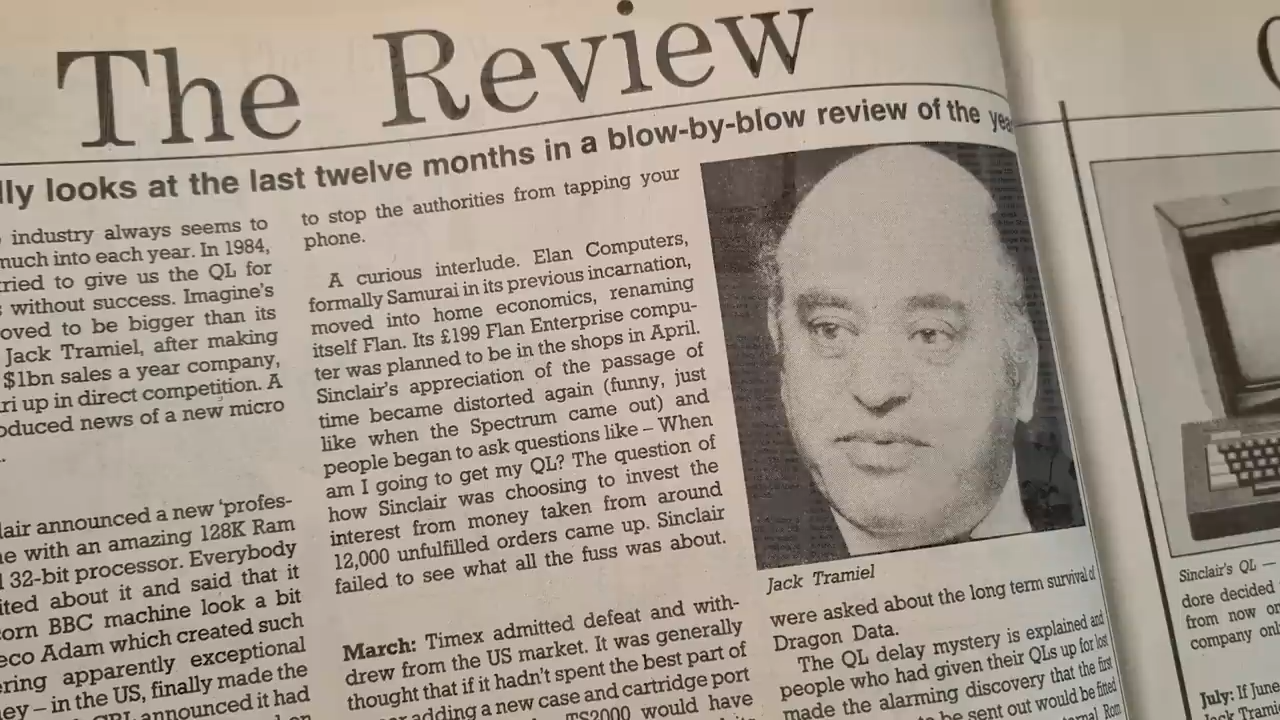 The Review
lly looks at the last twelve months in a blow-by-blow review of the yea
industry always seems to
much into each year. In 1984,
ried to give us the QL for
without success. Imagine's
oved to be bigger than its
Jack Tramiel, after making
$1bn sales a year company,
ri up in direct competition. A
oduced news of a new micro
lair announced a new 'profes-
e with an amazing 128K Ram
32-bit processor. Everybody
ited about it and said that it
orn BBC machine look a bit
eco Adam which created such
ring apparently exceptional
ey – in the US, finally made the
announced it had
to stop the authorities from tapping your
phone.
A curious interlude. Elan Computers,
formally Samurai in its previous incarnation,
moved into home economics, renaming
itself Flan. Its £199 Flan Enterprise compu-
ter was planned to be in the shops in April.
Sinclair's appreciation of the passage of
time became distorted again (funny, just
like when the Spectrum came out) and
people began to ask questions like – When
am I going to get my QL? The question of
how Sinclair was choosing to invest the
interest from money taken from around
12,000 unfulfilled orders came up. Sinclair
failed to see what all the fuss was about.
March: Timex admitted defeat and with-
drew from the US market. It was generally
thought that if it hadn't spent the best part of
adding a new case and cartridge port
TS2000 would have
Jack Tramiel
were asked about the long term survival of
Dragon Data.
The QL delay mystery is explained and
people who had given their QLs up for lost
made the alarming discovery that the first
be sent out would be fitted
Rom
Sinclair's QL —
dore decided
from now o
company onl
July: If June
ck Trami